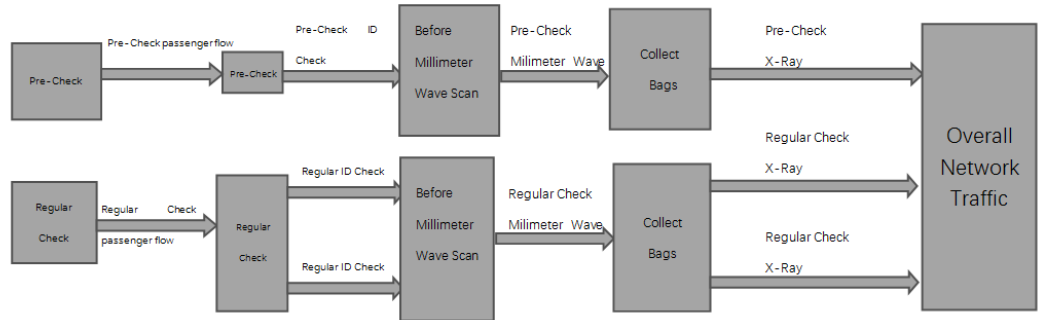 Pre-Check
Pre-Check passenger flow
Pre-Check
Pre-Check ID
Check
Before
Millimeter
Wave Scan
Pre-Check
Milimeter Wave
Collect
Bags
Pre-Check
X-Ray
Overall
Network
Traffic
Regular
Check
Regular Check
passenger flow
Regular
Check
Regular ID Check
Regular ID Check
Before
Millimeter
Wave Scan
Regular Check
Milimeter Wave
Collect
Bags
Regular Check
X-Ray
Regular Check
X-Ray